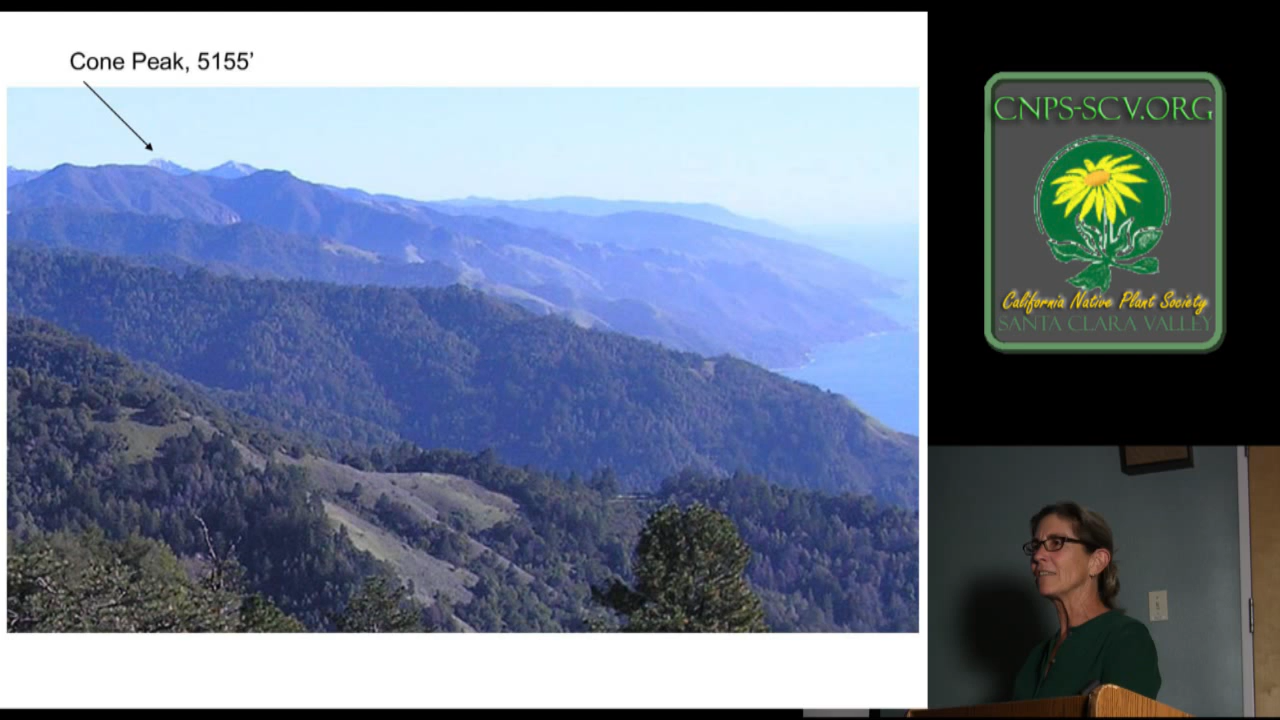 Cone Peak, 5155’
CNPS-SCV.ORG
California Native Plant Society
SANTA CLARA VALLEY